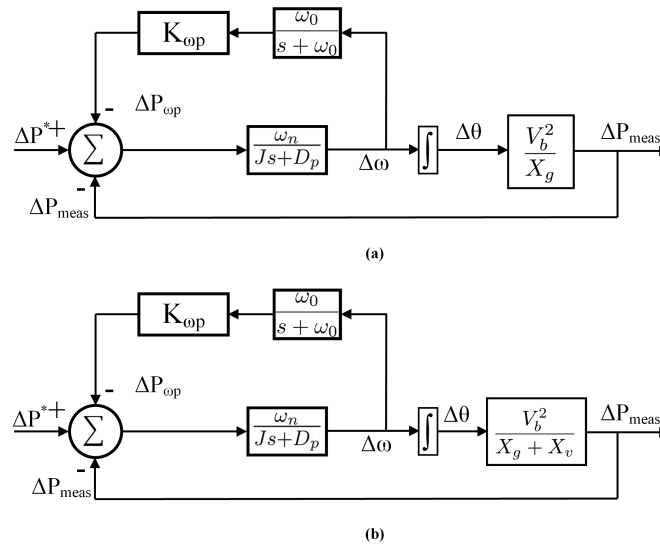 K_ωp
ω_0
s + ω_0
-
ΔP_ωp
ΔP*+
Σ
ω_n
Js+D_p
Δω
∫
Δθ
V_b^2
X_g
ΔP_meas
-
ΔP_meas
(a)
K_ωp
ω_0
s + ω_0
-
ΔP_ωp
ΔP*+
Σ
ω_n
Js+D_p
Δω
∫
Δθ
V_b^2
X_g + X_v
ΔP_meas
-
ΔP_meas
(b)